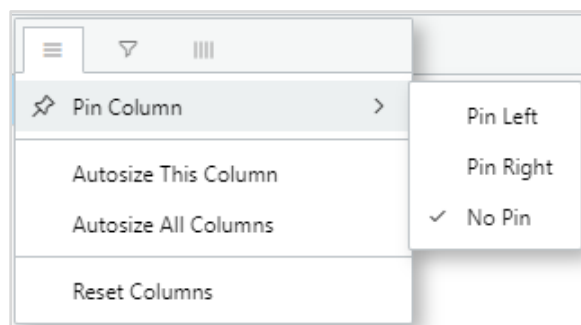 Pin Column
Pin Left
Pin Right
No Pin
Autosize This Column
Autosize All Columns
Reset Columns